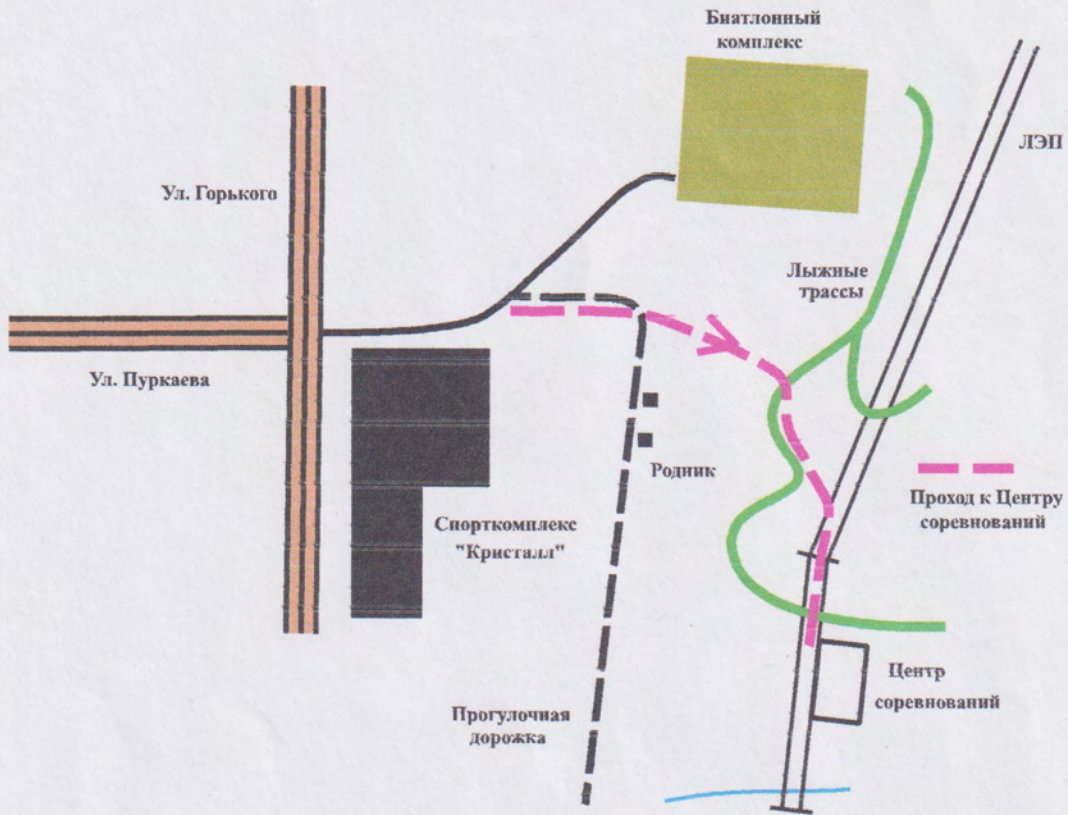 Биатлонный
комплекс
ЛЭП
Ул. Горького
Лыжные
трассы
Ул. Пуркаева
Родник
Проход к Центру
соревнований
Спорткомплекс
"Кристалл"
Центр
соревнований
Прогулочная
дорожка